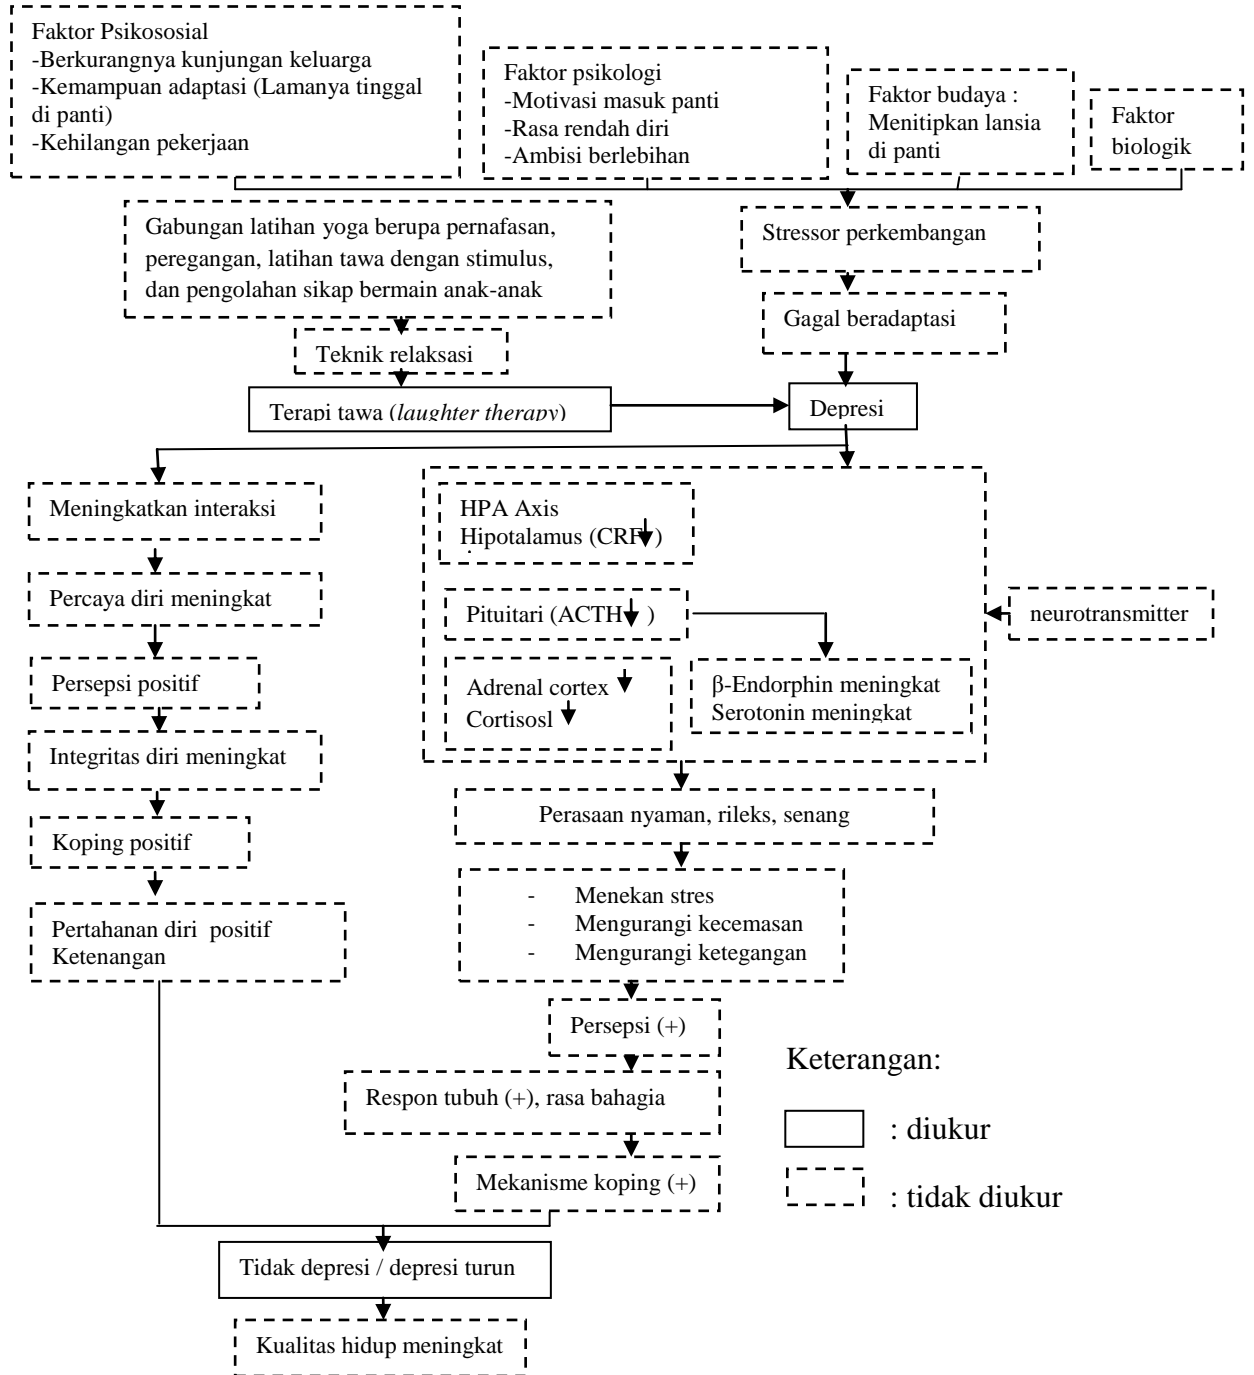 Faktor Psikososial
-Berkurangnya kunjungan keluarga
-Kemampuan adaptasi (Lamanya tinggal
di panti)
-Kehilangan pekerjaan
Faktor psikologi
-Motivasi masuk panti
-Rasa rendah diri
-Ambisi berlebihan
Faktor budaya :
Menitipkan lansia
di panti
Faktor
biologik
Gabungan latihan yoga berupa pernafasan,
peregangan, latihan tawa dengan stimulus,
dan pengolahan sikap bermain anak-anak
Stressor perkembangan
Gagal beradaptasi
Teknik relaksasi
Terapi tawa (laughter therapy)
Depresi
Meningkatkan interaksi
Percaya diri meningkat
Persepsi positif
Integritas diri meningkat
Koping positif
Pertahanan diri positif
Ketenangan
HPA Axis
Hipotalamus (CRF )
Pituitari (ACTH )
Adrenal cortex
Cortisosl
β-Endorphin meningkat
Serotonin meningkat
neurotransmitter
Perasaan nyaman, rileks, senang
- Menekan stres
- Mengurangi kecemasan
- Mengurangi ketegangan
Persepsi (+)
Respon tubuh (+), rasa bahagia
Mekanisme koping (+)
Tidak depresi / depresi turun
Kualitas hidup meningkat
Keterangan:
: diukur
: tidak diukur